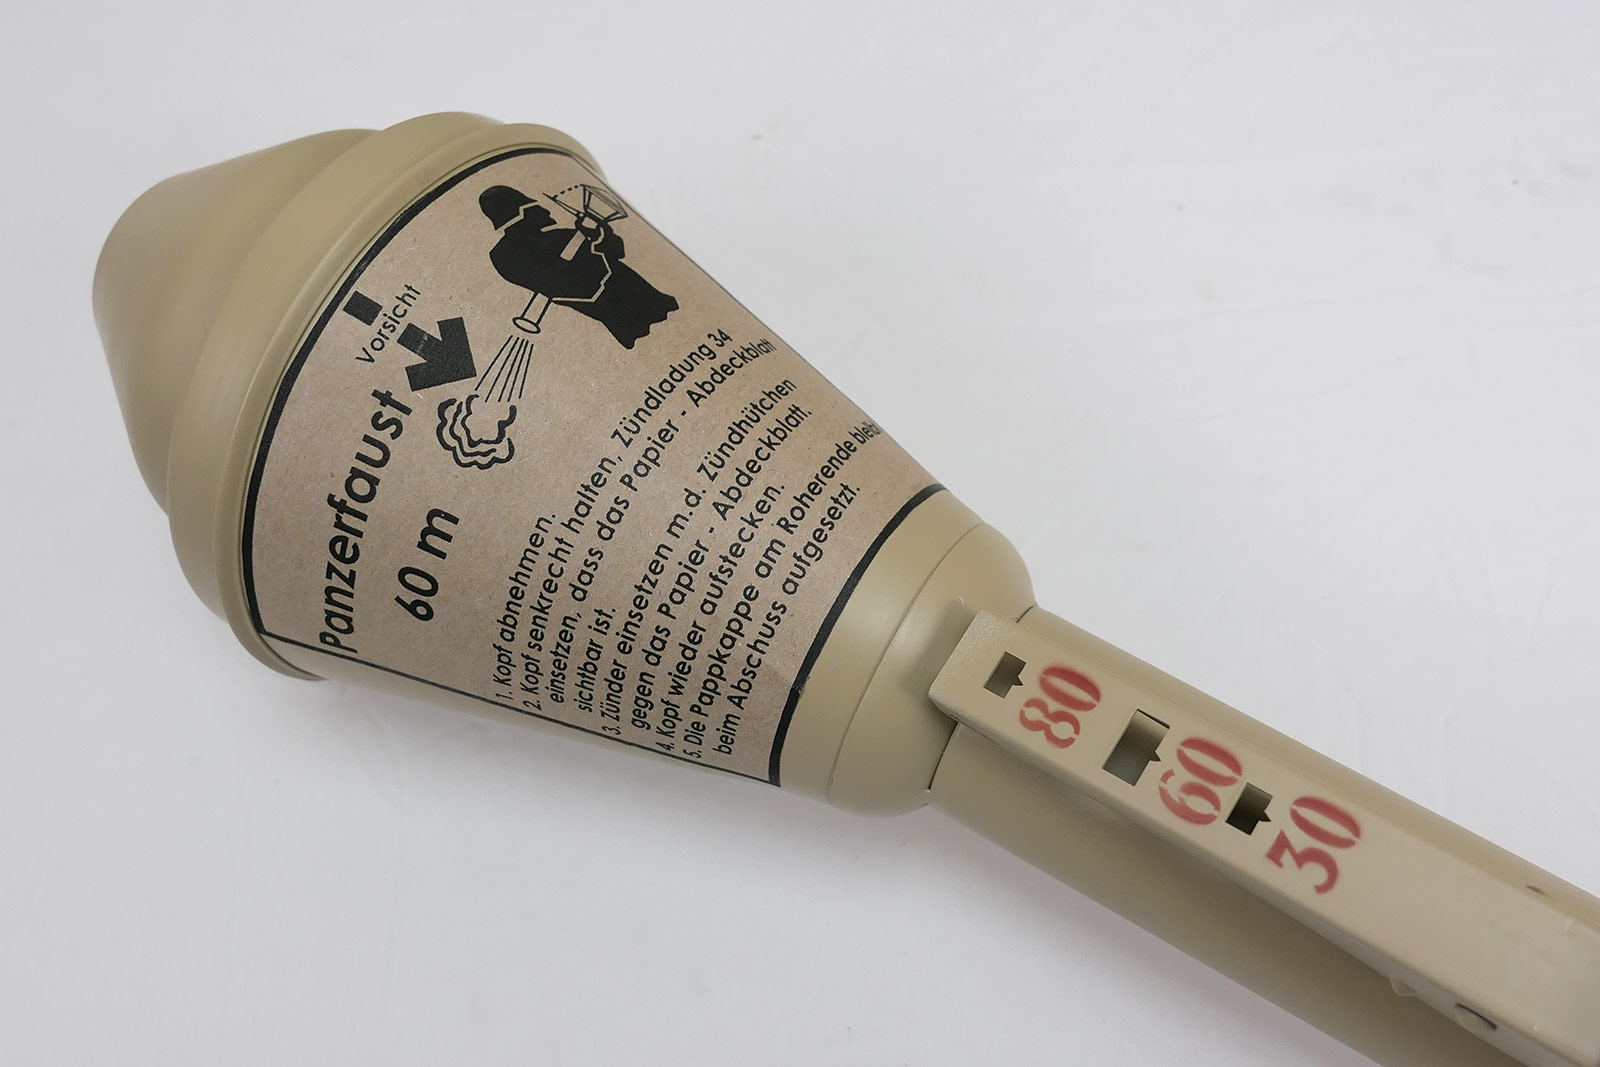 Vorsicht
Panzerfaust
60 m
1. Kopf abnehmen.
2. Kopf senkrecht halten, Zündladung 34
einsetzen, dass das Papier - Abdeckblatt
sichtbar ist.
3. Zünder einsetzen m.d. Zündhütchen
gegen das Papier - Abdeckblatt.
4. Kopf wieder aufstecken.
5. Die Pappkappe am Roherende bleibt
beim Abschuss aufgesetzt.
80
60
30